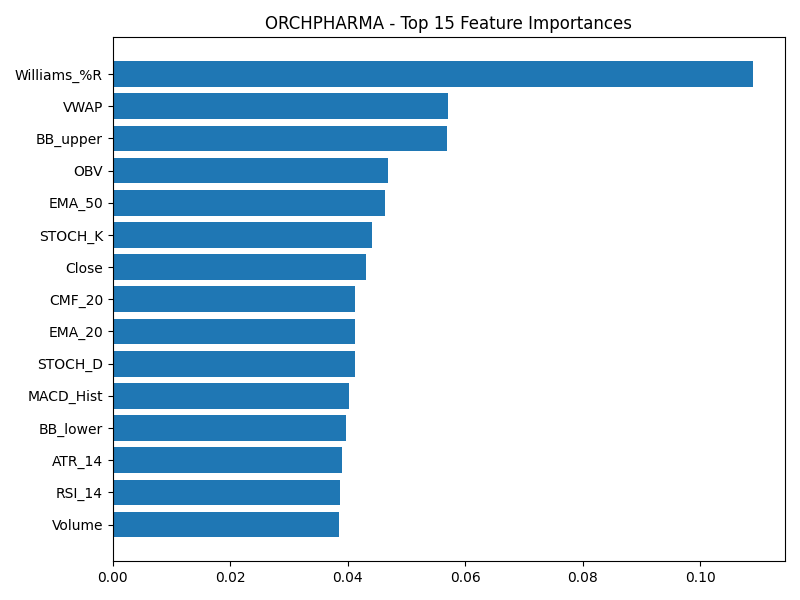 ORCHPHARMA - Top 15 Feature Importances
Williams_%R
VWAP
BB_upper
OBV
EMA_50
STOCH_K
Close
CMF_20
EMA_20
STOCH_D
MACD_Hist
BB_lower
ATR_14
RSI_14
Volume
0.00 0.02 0.04 0.06 0.08 0.10